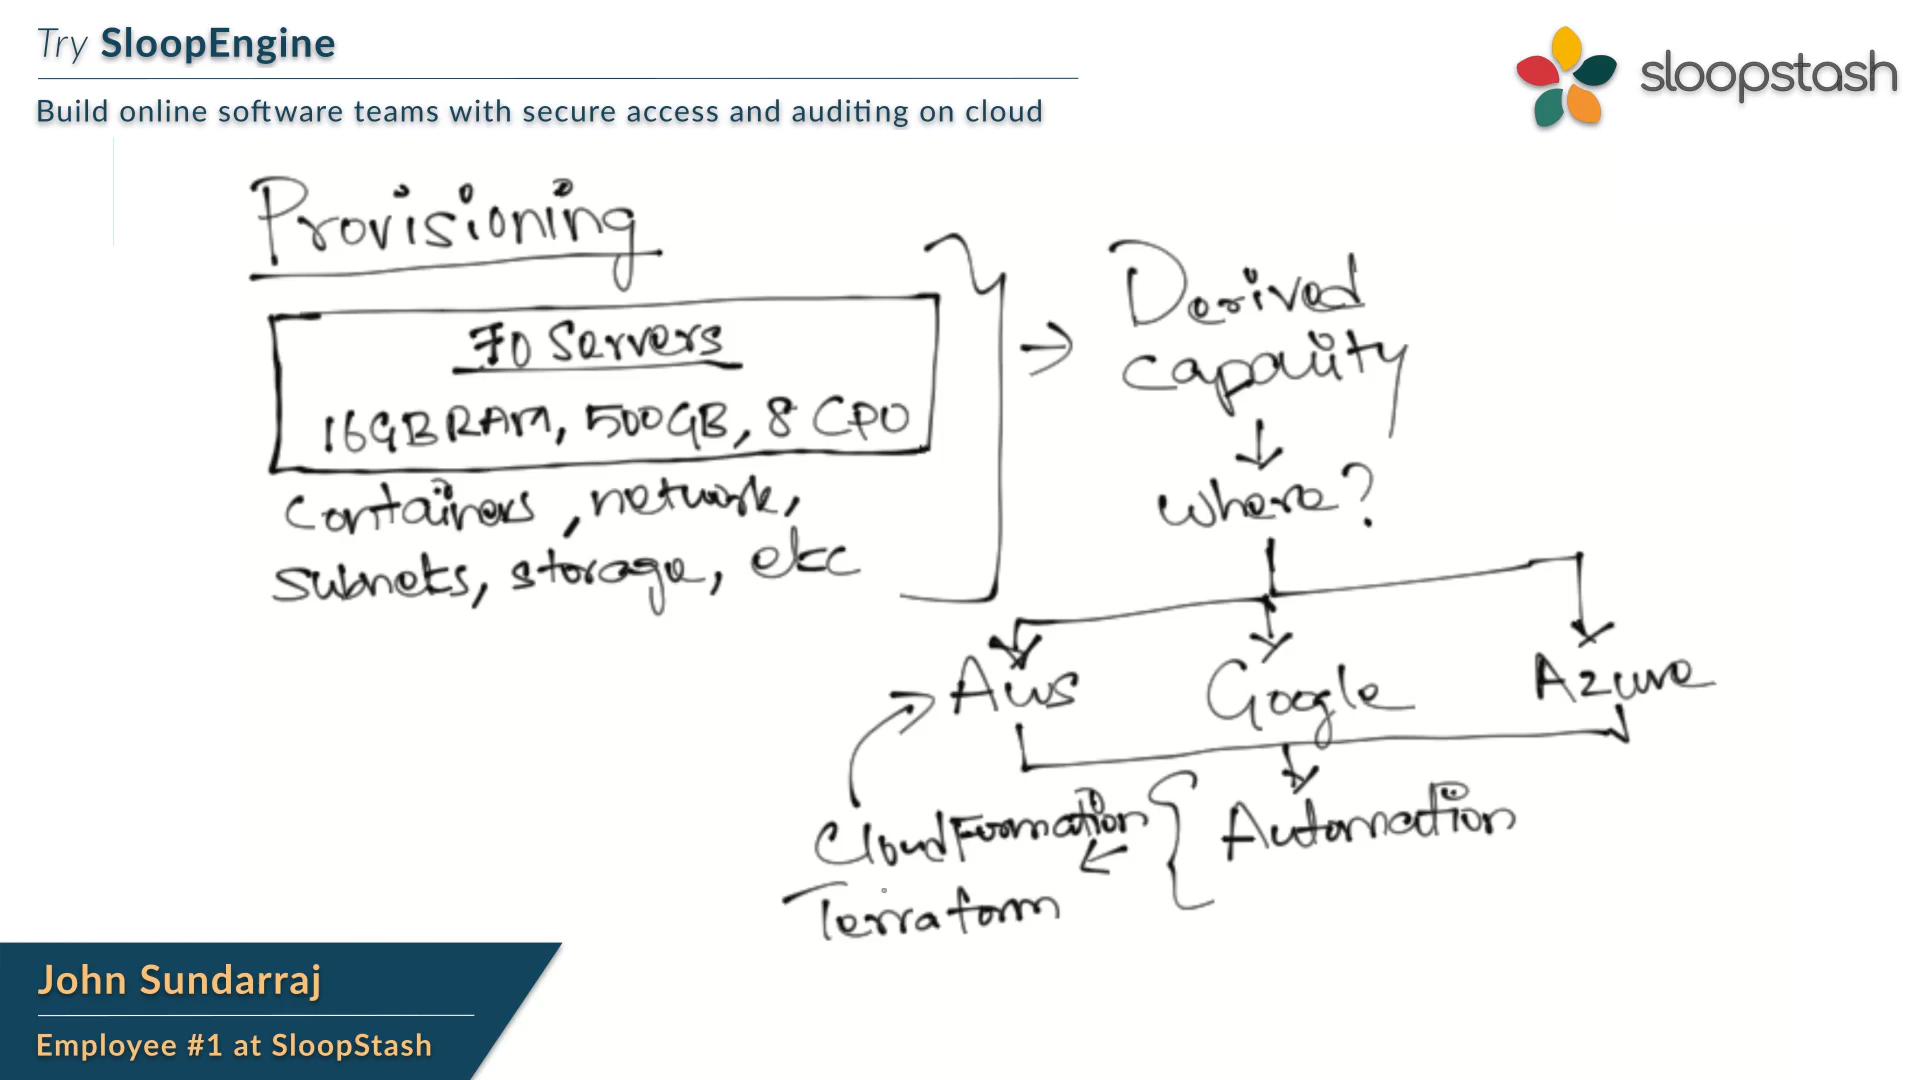 Try SloopEngine
Build online software teams with secure access and auditing on cloud
sloopstash
Provisioning
70 Servers
16GB RAM, 500GB, 8 CPU
Containers, network,
subnets, storage, etc
Derived
capacity
where?
Aws
Google
Azure
CloudFormation
Terraform
Automation
John Sundarraj
Employee #1 at SloopStash